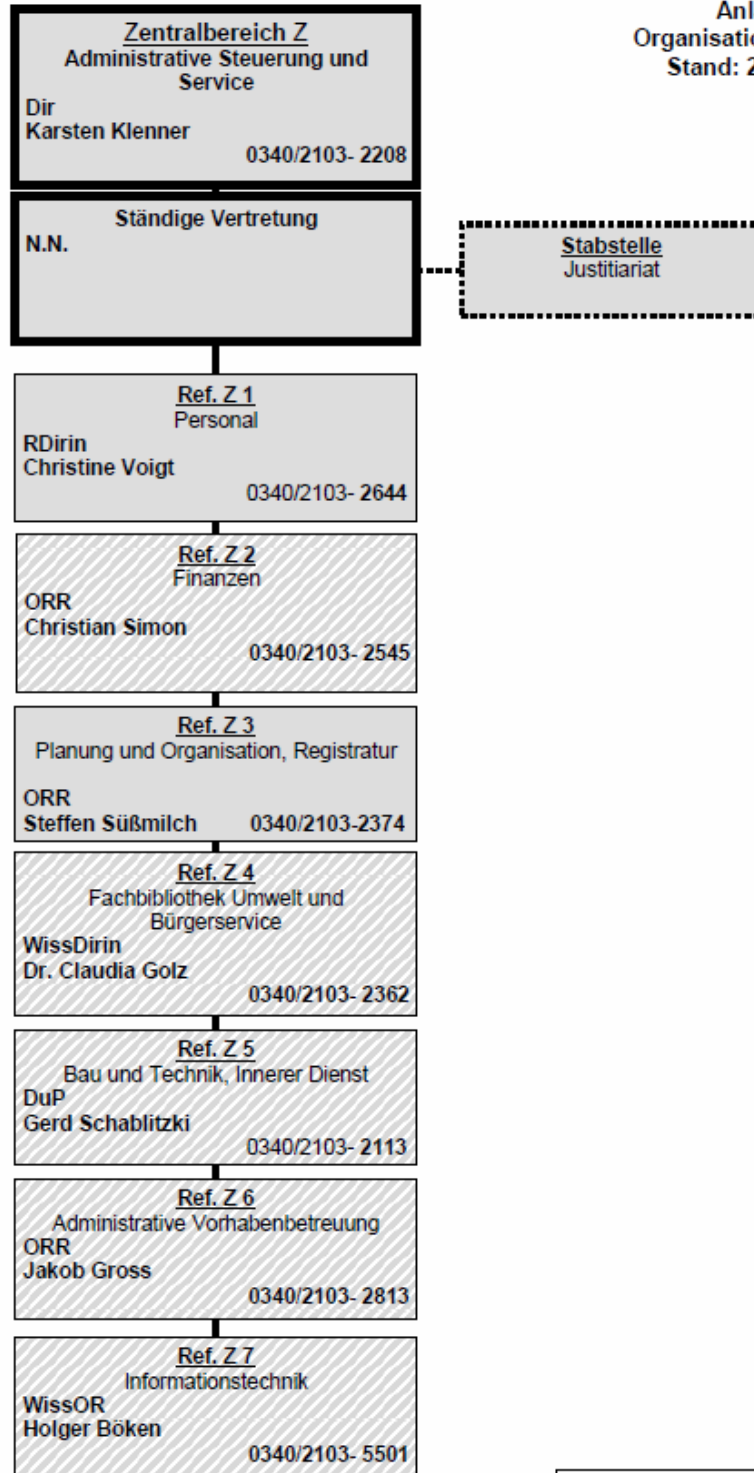 Zentralbereich Z
Administrative Steuerung und
Service
Dir
Karsten Klenner
0340/2103- 2208
Ständige Vertretung
N.N.
Stabstelle
Justitiariat
Ref. Z 1
Personal
RDirin
Christine Voigt
0340/2103- 2644
Ref. Z 2
Finanzen
ORR
Christian Simon
0340/2103- 2545
Ref. Z 3
Planung und Organisation, Registratur
ORR
Steffen Süßmilch 0340/2103-2374
Ref. Z 4
Fachbibliothek Umwelt und
Bürgerservice
WissDirin
Dr. Claudia Golz
0340/2103- 2362
Ref. Z 5
Bau und Technik, Innerer Dienst
DuP
Gerd Schablitzki
0340/2103- 2113
Ref. Z 6
Administrative Vorhabenbetreuung
ORR
Jakob Gross
0340/2103- 2813
Ref. Z 7
Informationstechnik
WissOR
Holger Böken
0340/2103- 5501
Stand: